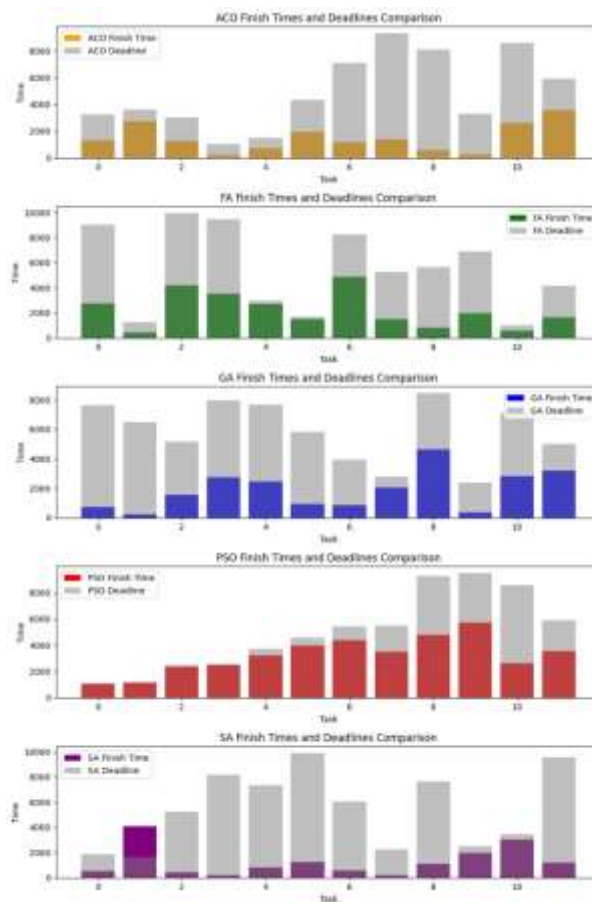 ACO Finish Times and Deadlines Comparison
ACO Finish Time
ACO Deadline
Time
8000
6000
4000
2000
0
0 2 4 6 8 10
Task
FA Finish Times and Deadlines Comparison
FA Finish Time
FA Deadline
Time
10000
8000
6000
4000
2000
0
0 2 4 6 8 10
Task
GA Finish Times and Deadlines Comparison
GA Finish Time
GA Deadline
Time
8000
6000
4000
2000
0
0 2 4 6 8 10
Task
PSO Finish Times and Deadlines Comparison
PSO Finish Time
PSO Deadline
Time
8000
6000
4000
2000
0
0 2 4 6 8 10
Task
SA Finish Times and Deadlines Comparison
SA Finish Time
SA Deadline
Time
10000
8000
6000
4000
2000
0
0 2 4 6 8 10
Task